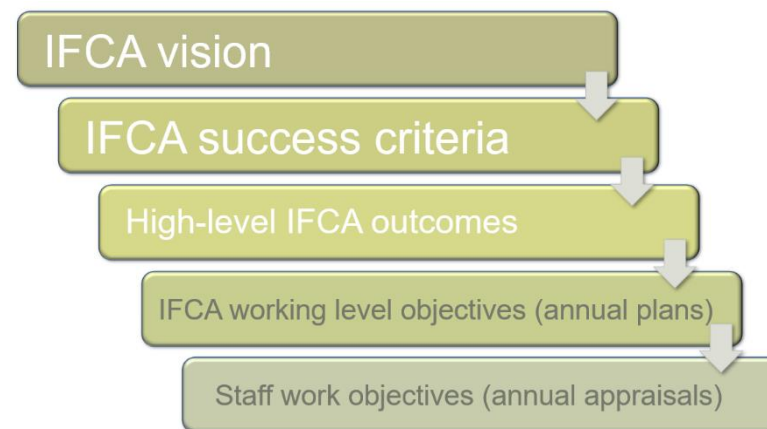 IFCA vision
IFCA success criteria
High-level IFCA outcomes
IFCA working level objectives (annual plans)
Staff work objectives (annual appraisals)